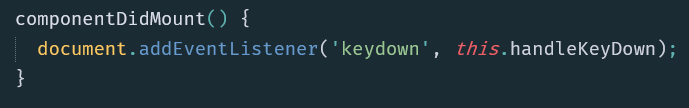 componentDidMount() {
  document.addEventListener('keydown', this.handleKeyDown);
}